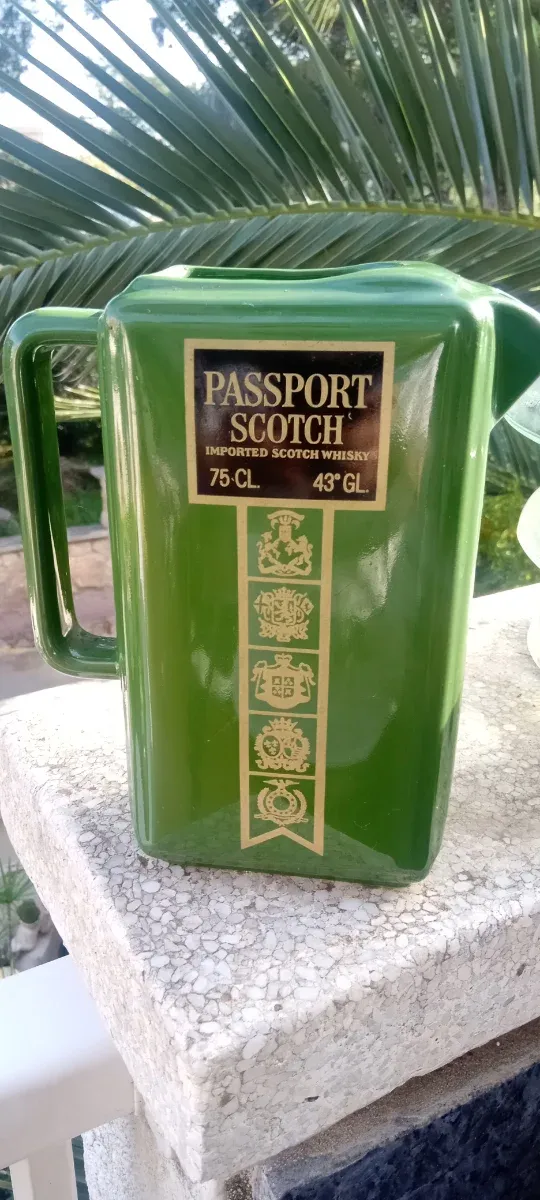 PASSPORT
SCOTCH
IMPORTED SCOTCH WHISKY
75 CL. 43° GL.